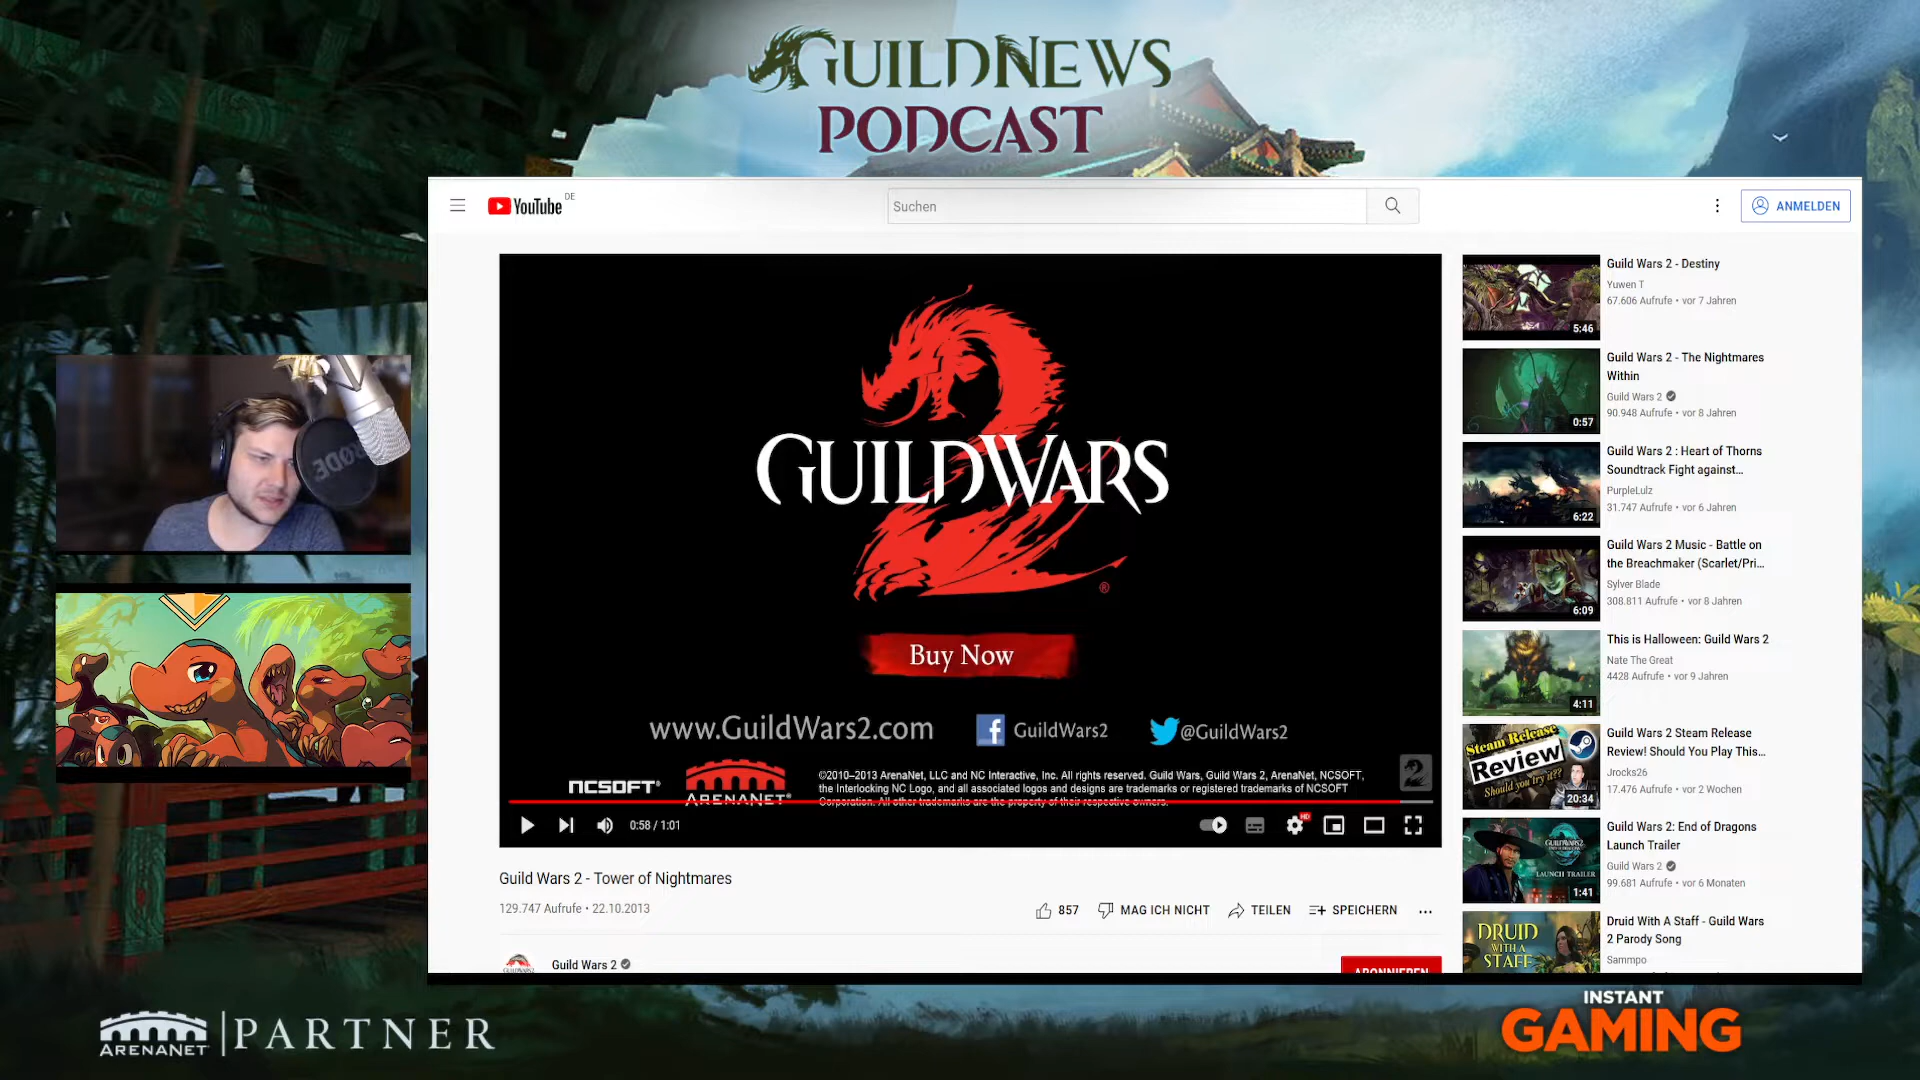 GUILDNEWS
PODCAST
YouTube DE
Suchen
ANMELDEN
GUILDWARS
2
®
Buy Now
www.GuildWars2.com
GuildWars2
@GuildWars2
NCSOFT®
ARENANET®
©2010–2013 ArenaNet, LLC and NC Interactive, Inc. All rights reserved. Guild Wars, Guild Wars 2, ArenaNet, NCSOFT,
the Interlocking NC Logo, and all associated logos and designs are trademarks or registered trademarks of NCSOFT
Corporation. All other trademarks are the property of their respective owners.
0:58 / 1:01
HD
Guild Wars 2 - Tower of Nightmares
129.747 Aufrufe • 22.10.2013
857
MAG ICH NICHT
TEILEN
SPEICHERN
Guild Wars 2
ABONNIEREN
Guild Wars 2 - Destiny
Yuwen T
67.606 Aufrufe • vor 7 Jahren
5:46
Guild Wars 2 - The Nightmares
Within
Guild Wars 2
90.948 Aufrufe • vor 8 Jahren
0:57
Guild Wars 2 : Heart of Thorns
Soundtrack Fight against...
PurpleLulz
31.747 Aufrufe • vor 6 Jahren
6:22
Guild Wars 2 Music - Battle on
the Breachmaker (Scarlet/Pri...
Sylver Blade
308.811 Aufrufe • vor 8 Jahren
6:09
This is Halloween: Guild Wars 2
Nate The Great
4428 Aufrufe • vor 9 Jahren
4:11
Guild Wars 2 Steam Release
Review! Should You Play This...
Jrocks26
17.476 Aufrufe • vor 2 Wochen
Steam Release
Review
Should you try it??
20:34
Guild Wars 2: End of Dragons
Launch Trailer
Guild Wars 2
99.681 Aufrufe • vor 6 Monaten
GUILDWARS 2
LAUNCH TRAILER
1:41
Druid With A Staff - Guild Wars
2 Parody Song
Sammpo
DRUID
WITH A
STAFF
RØDE
ARENANET | PARTNER
INSTANT
GAMING